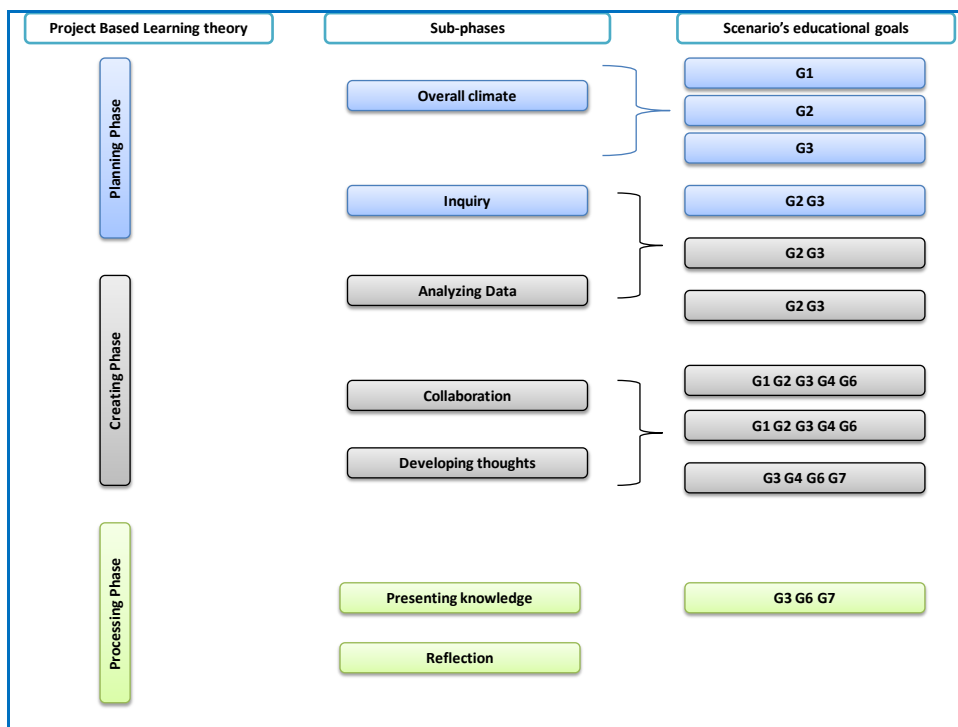 Project Based Learning theory
Sub-phases
Scenario's educational goals
Planning Phase
Overall climate
G1
G2
G3
Inquiry
G2 G3
G2 G3
Creating Phase
Analyzing Data
G2 G3
Collaboration
G1 G2 G3 G4 G6
G1 G2 G3 G4 G6
Developing thoughts
G3 G4 G6 G7
Processing Phase
Presenting knowledge
G3 G6 G7
Reflection